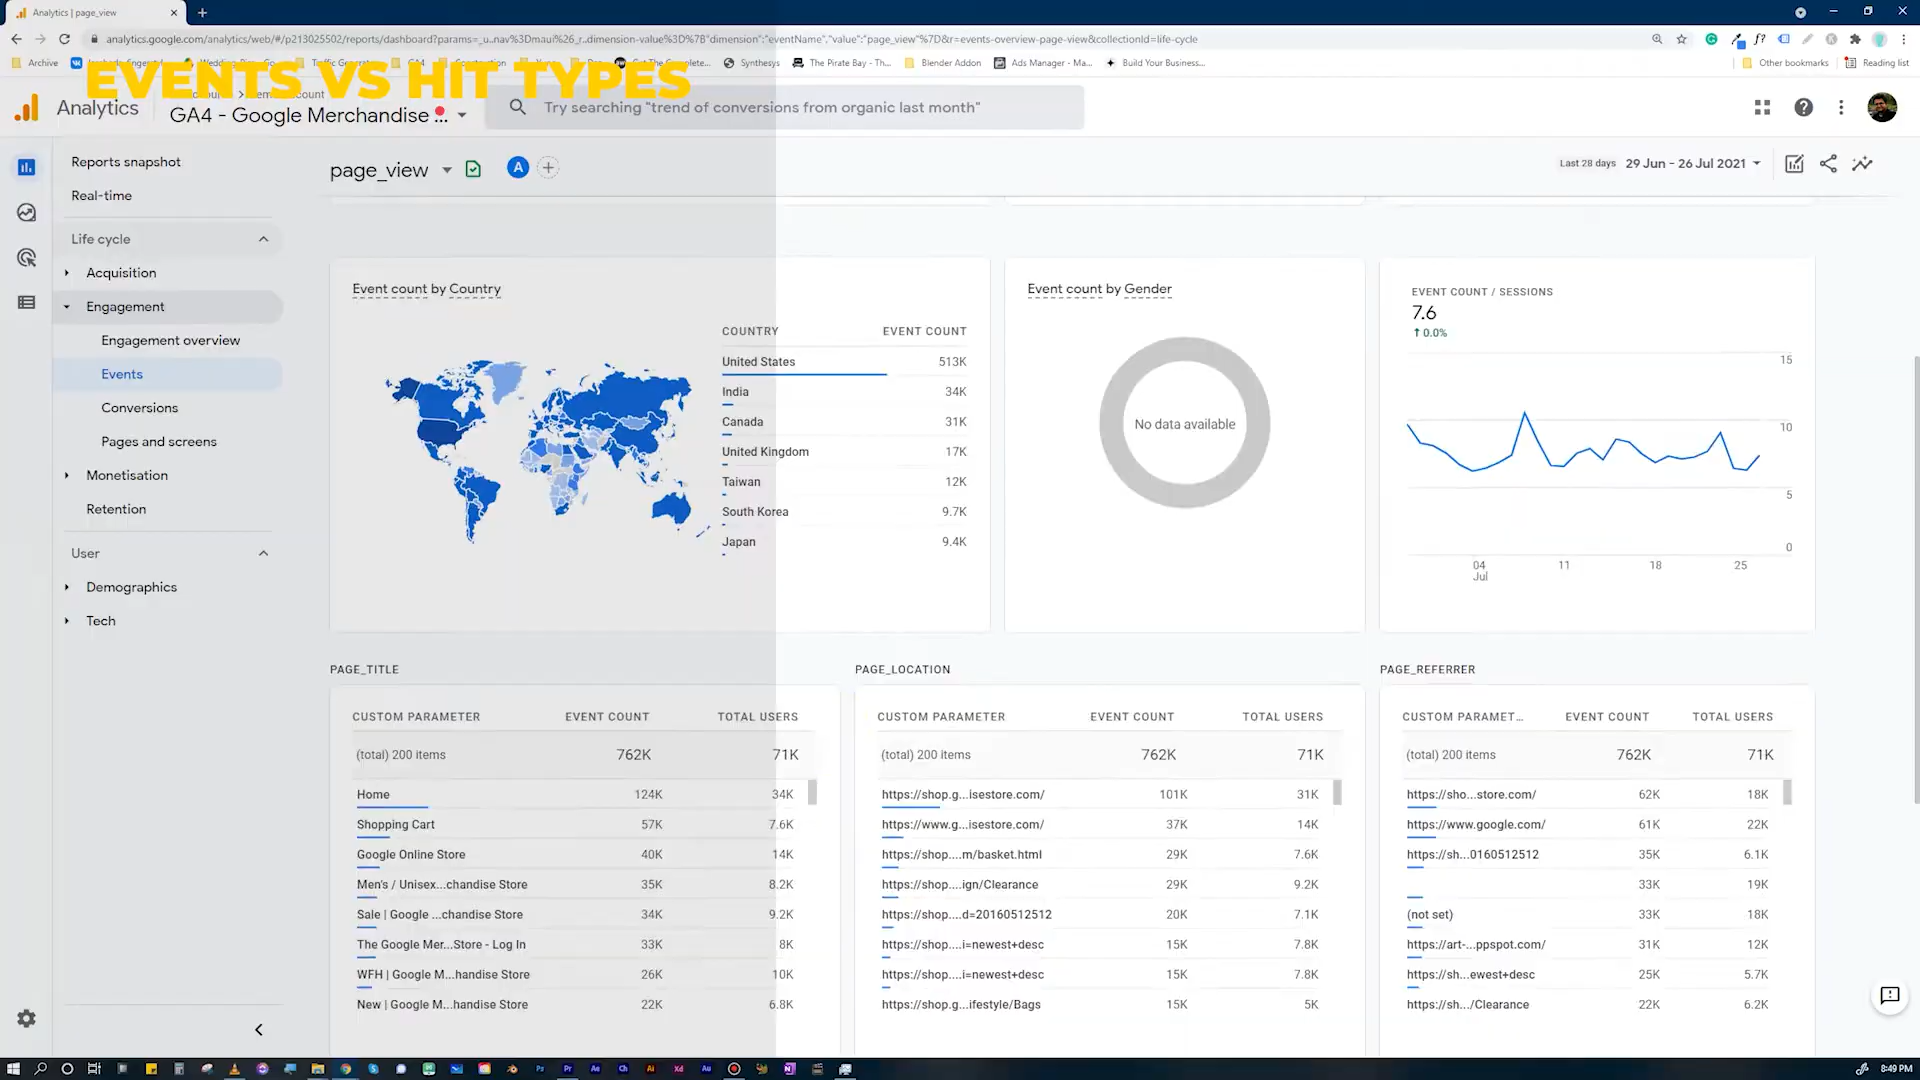 Analytics | page_view
analytics.google.com/analytics/web/#/p213025502/reports/dashboard?params=_u..nav%3Dmaui%26_r..dimension-value%3D%7B"dimension":"eventName","value":"page_view"%7D&r=events-overview-page-view&collectionId=life-cycle
Archive
GA4
Synthesys
The Pirate Bay - Th...
Blender Addon
Ads Manager - Ma...
Build Your Business...
Other bookmarks
Reading list
EVENTS VS HIT TYPES
Analytics
GA4 - Google Merchandise
Try searching "trend of conversions from organic last month"
Reports snapshot
Real-time
Life cycle
Acquisition
Engagement
Engagement overview
Events
Conversions
Pages and screens
Monetisation
Retention
User
Demographics
Tech
page_view
A
Last 28 days 29 Jun - 26 Jul 2021
Event count by Country
COUNTRY EVENT COUNT
United States 513K
India 34K
Canada 31K
United Kingdom 17K
Taiwan 12K
South Korea 9.7K
Japan 9.4K
Event count by Gender
No data available
EVENT COUNT / SESSIONS
7.6
↑ 0.0%
15
10
5
0
04 11 18 25
Jul
PAGE_TITLE
CUSTOM PARAMETER EVENT COUNT TOTAL USERS
(total) 200 items 762K 71K
Home 124K 34K
Shopping Cart 57K 7.6K
Google Online Store 40K 14K
Men's / Unisex...chandise Store 35K 8.2K
Sale | Google ...chandise Store 34K 9.2K
The Google Mer...Store - Log In 33K 8K
WFH | Google M...handise Store 26K 10K
New | Google M...handise Store 22K 6.8K
PAGE_LOCATION
CUSTOM PARAMETER EVENT COUNT TOTAL USERS
(total) 200 items 762K 71K
https://shop.g...isestore.com/ 101K 31K
https://www.g...isestore.com/ 37K 14K
https://shop....m/basket.html 29K 7.6K
https://shop....ign/Clearance 29K 9.2K
https://shop....d=20160512512 20K 7.1K
https://shop....i=newest+desc 15K 7.8K
https://shop....i=newest+desc 15K 7.8K
https://shop.g...ifestyle/Bags 15K 5K
PAGE_REFERRER
CUSTOM PARAMET... EVENT COUNT TOTAL USERS
(total) 200 items 762K 71K
https://sho...store.com/ 62K 18K
https://www.google.com/ 61K 22K
https://sh...0160512512 35K 6.1K
33K 19K
(not set) 33K 18K
https://art-...ppspot.com/ 31K 12K
https://sh...ewest+desc 25K 5.7K
https://sh.../Clearance 22K 6.2K
8:49 PM